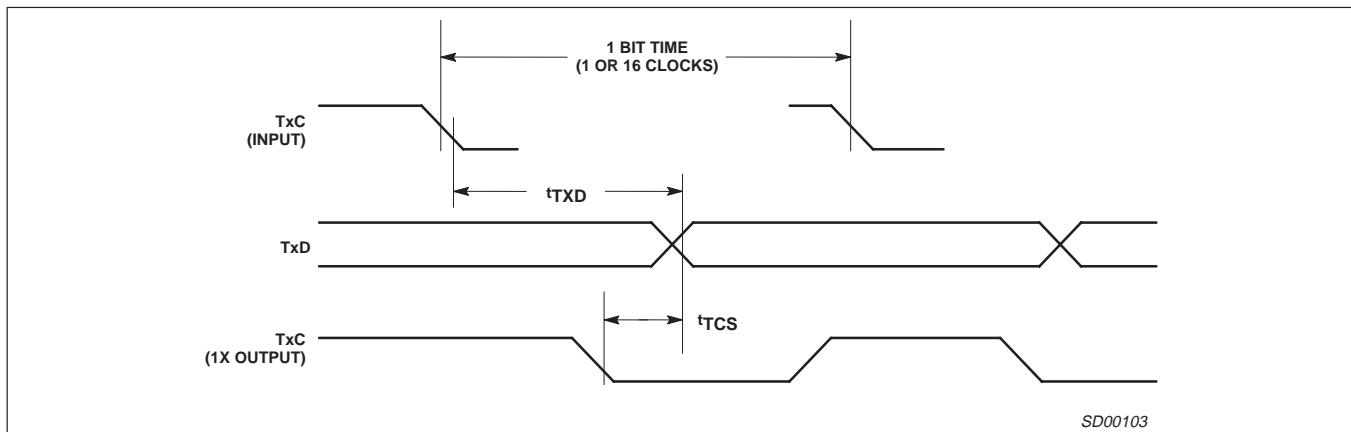 1 BIT TIME
(1 OR 16 CLOCKS)
TxC
(INPUT)
tTXD
TxD
tTCS
TxC
(1X OUTPUT)
SD00103